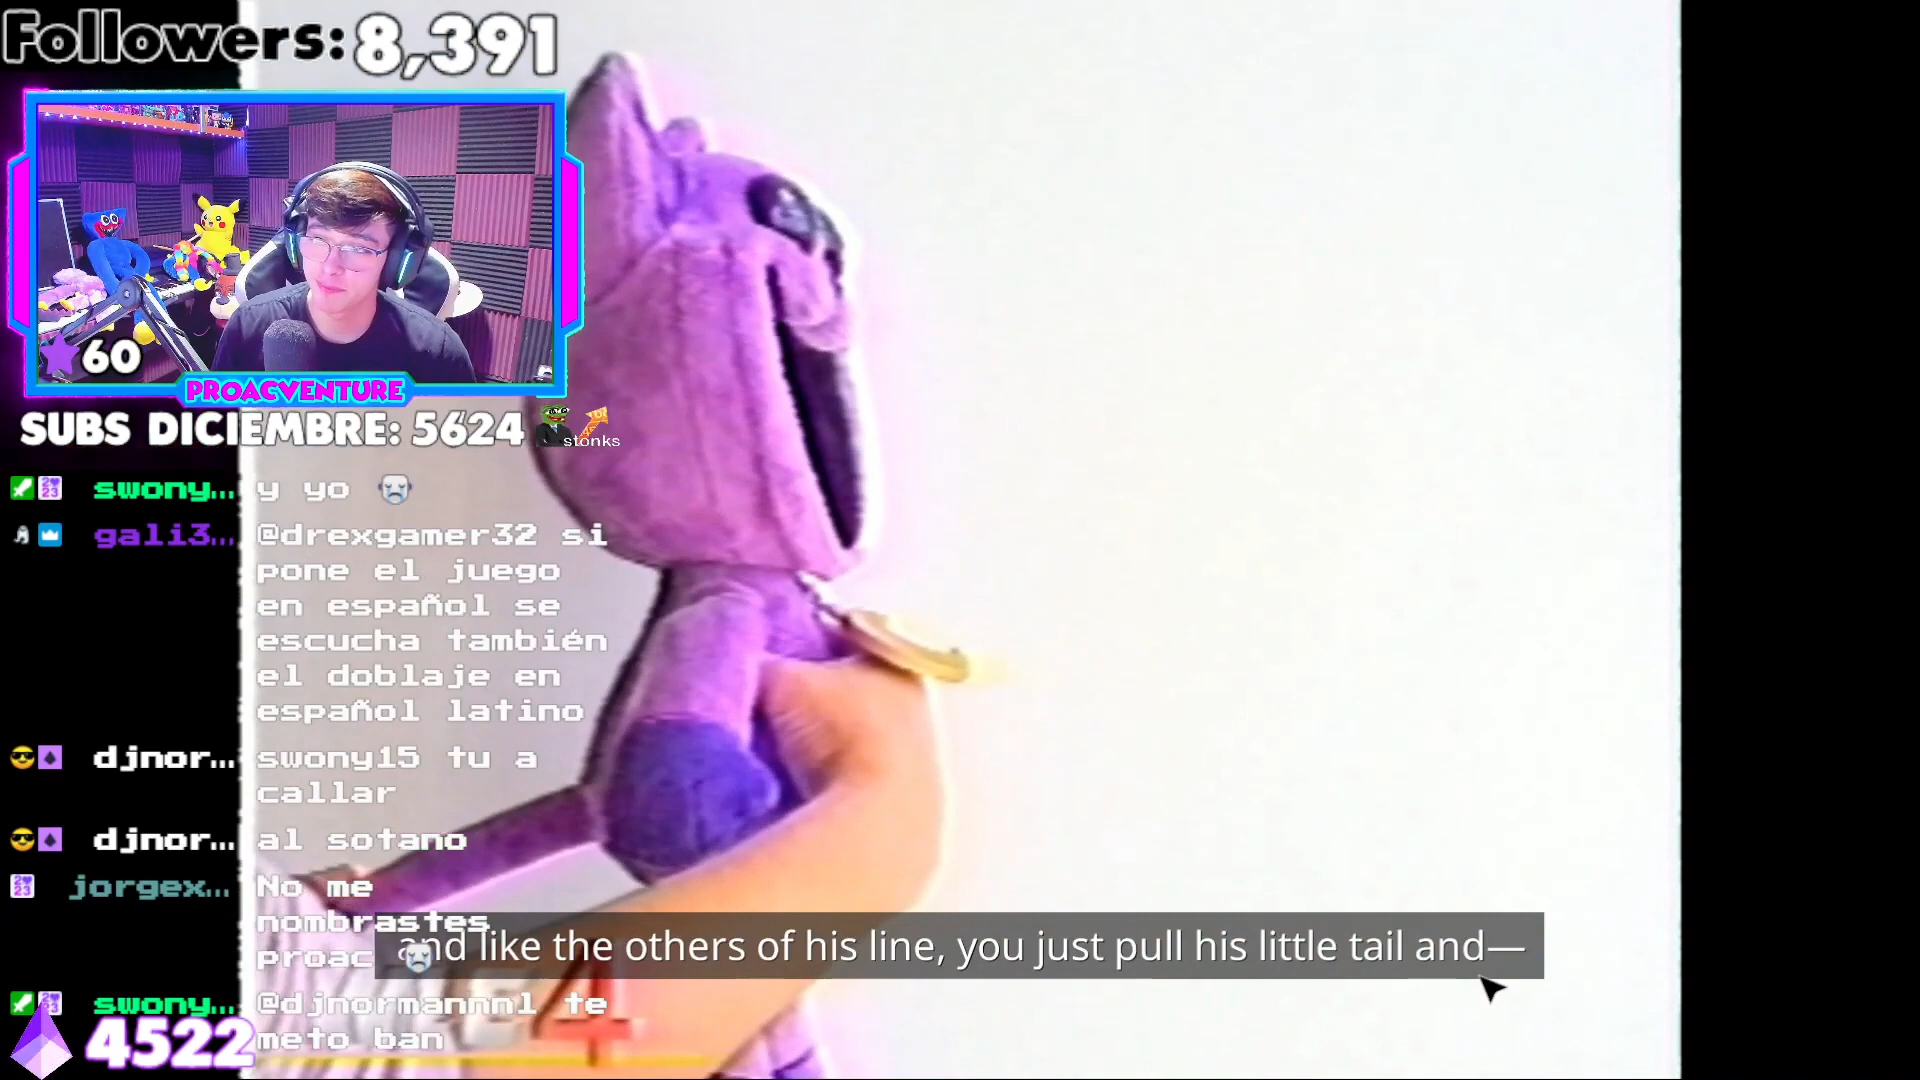 Followers: 8,391
60
PROACVENTURE
SUBS DICIEMBRE: 5624
stonks
swony... y yo
gali3... @drexgamer32 si
pone el juego
en español se
escucha también
el doblaje en
español latino
djnor... swony15 tu a
callar
djnor... al sotano
jorgex... No me
nombrastes
proac
and like the others of his line, you just pull his little tail and—
swony... @djnormannnl te
meto ban
4522